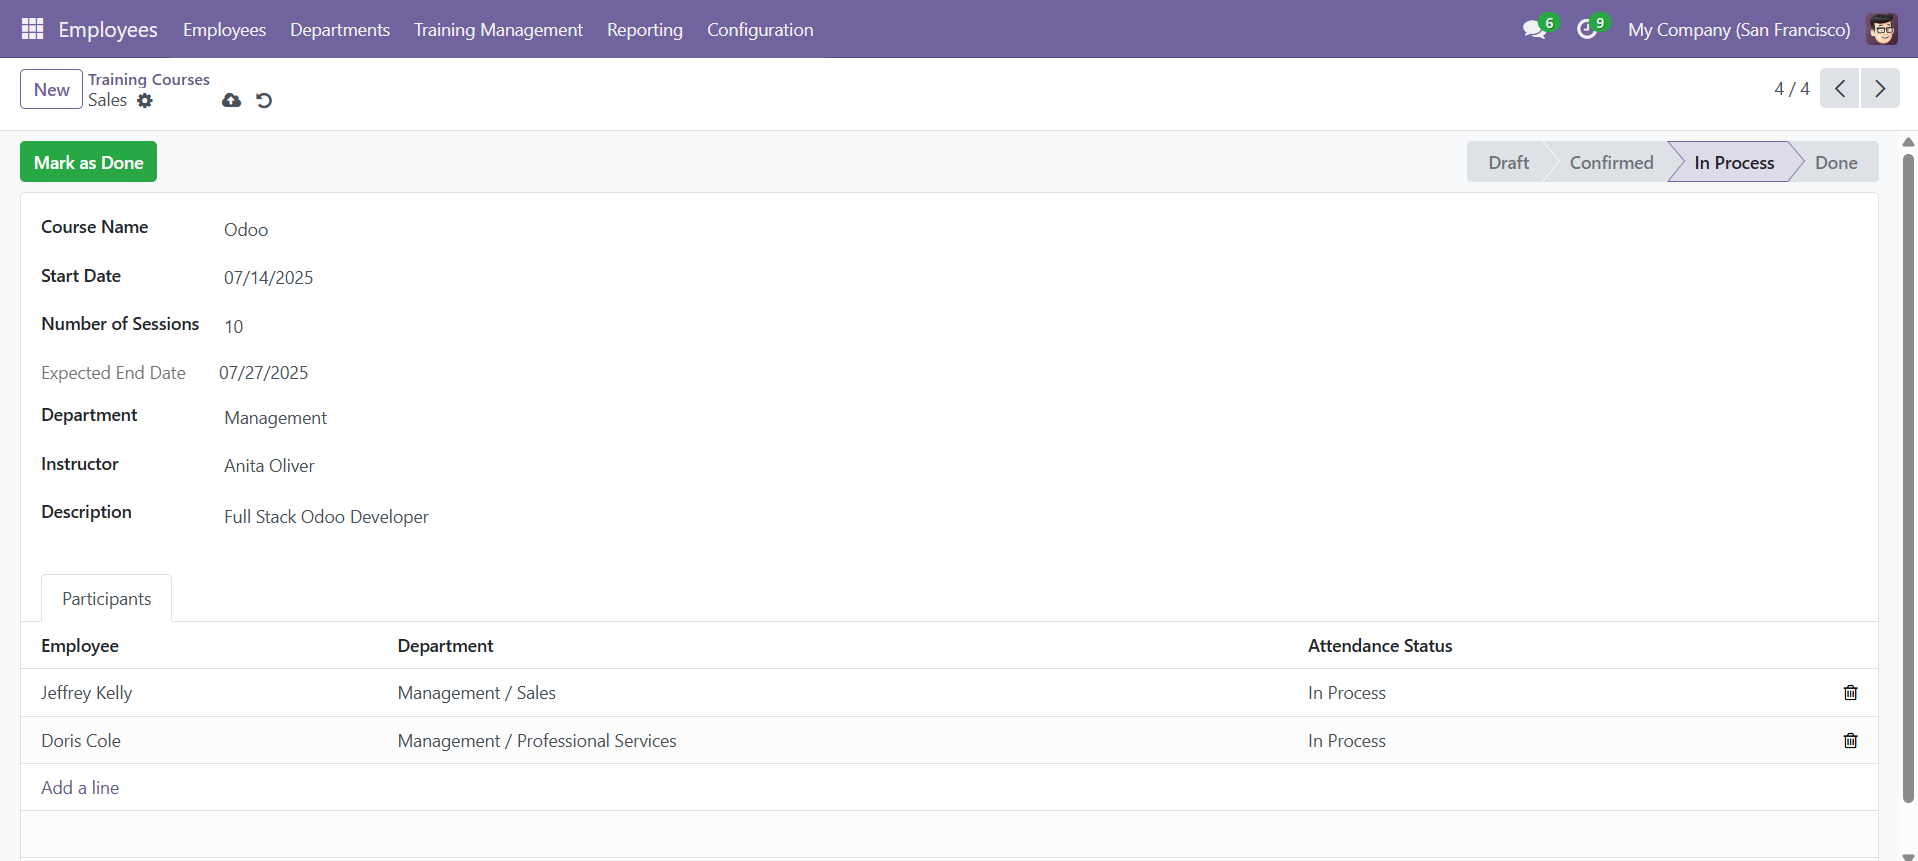 Employees Employees Departments Training Management Reporting Configuration 6 9 My Company (San Francisco)
New Training Courses
Sales
4 / 4
Mark as Done Draft Confirmed In Process Done
Course Name Odoo
Start Date 07/14/2025
Number of Sessions 10
Expected End Date 07/27/2025
Department Management
Instructor Anita Oliver
Description Full Stack Odoo Developer
Participants
Employee Department Attendance Status
Jeffrey Kelly Management / Sales In Process
Doris Cole Management / Professional Services In Process
Add a line